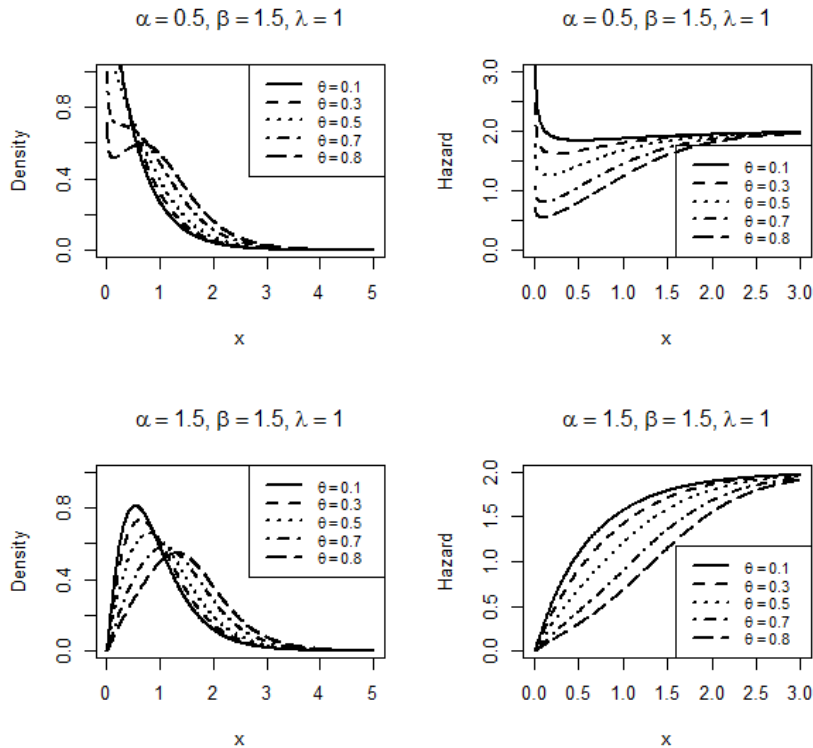 α = 0.5, β = 1.5, λ = 1
Density
0.0 0.4 0.8
θ = 0.1
θ = 0.3
θ = 0.5
θ = 0.7
θ = 0.8
0 1 2 3 4 5
x
α = 0.5, β = 1.5, λ = 1
Hazard
0.0 1.0 2.0 3.0
θ = 0.1
θ = 0.3
θ = 0.5
θ = 0.7
θ = 0.8
0.0 0.5 1.0 1.5 2.0 2.5 3.0
x
α = 1.5, β = 1.5, λ = 1
Density
0.0 0.4 0.8
θ = 0.1
θ = 0.3
θ = 0.5
θ = 0.7
θ = 0.8
0 1 2 3 4 5
x
α = 1.5, β = 1.5, λ = 1
Hazard
0.0 0.5 1.0 1.5 2.0
θ = 0.1
θ = 0.3
θ = 0.5
θ = 0.7
θ = 0.8
0.0 0.5 1.0 1.5 2.0 2.5 3.0
x